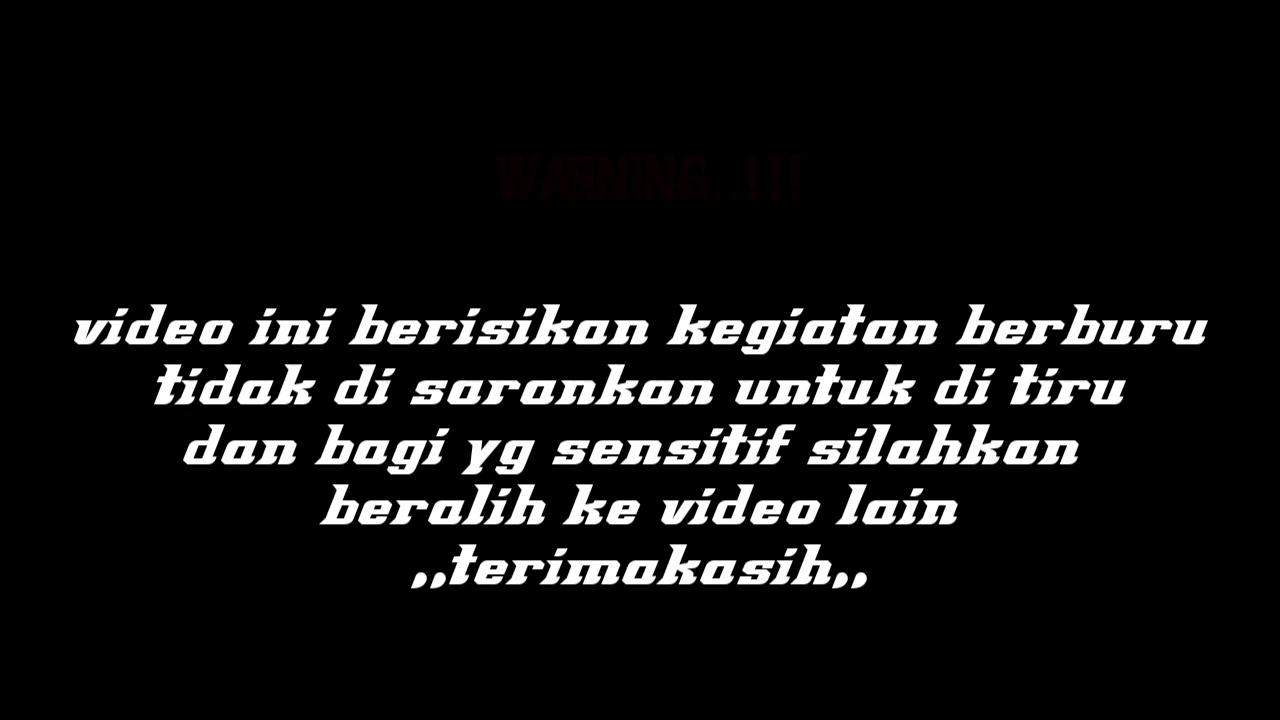 WARNING..!!!
video ini berisikan kegiatan berburu
tidak di sarankan untuk di tiru
dan bagi yg sensitif silahkan
beralih ke video lain
,,terimakasih,,